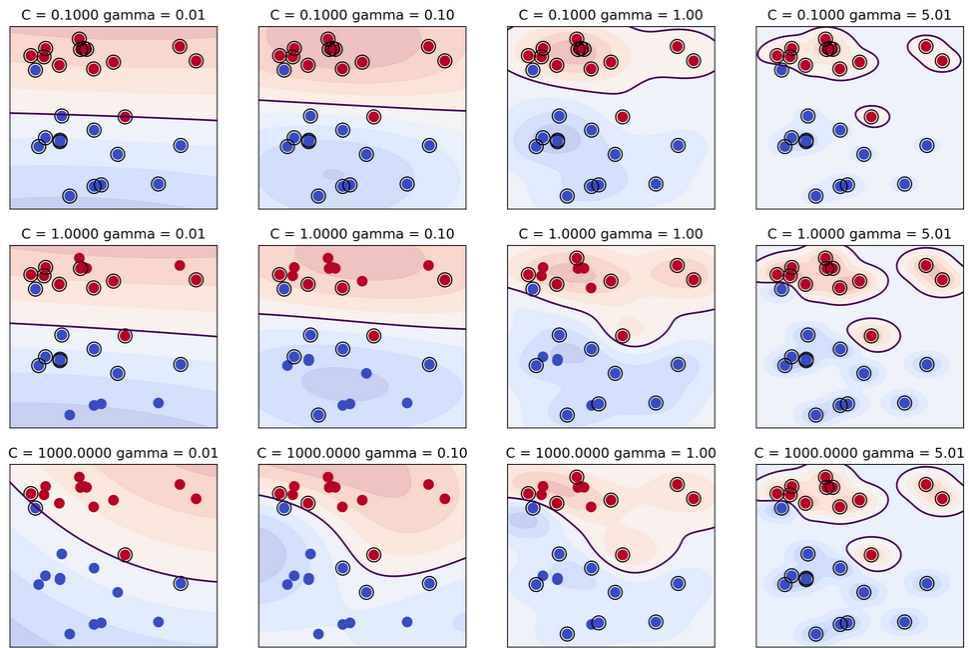 C = 0.1000 gamma = 0.01
C = 0.1000 gamma = 0.10
C = 0.1000 gamma = 1.00
C = 0.1000 gamma = 5.01
C = 1.0000 gamma = 0.01
C = 1.0000 gamma = 0.10
C = 1.0000 gamma = 1.00
C = 1.0000 gamma = 5.01
C = 1000.0000 gamma = 0.01
C = 1000.0000 gamma = 0.10
C = 1000.0000 gamma = 1.00
C = 1000.0000 gamma = 5.01